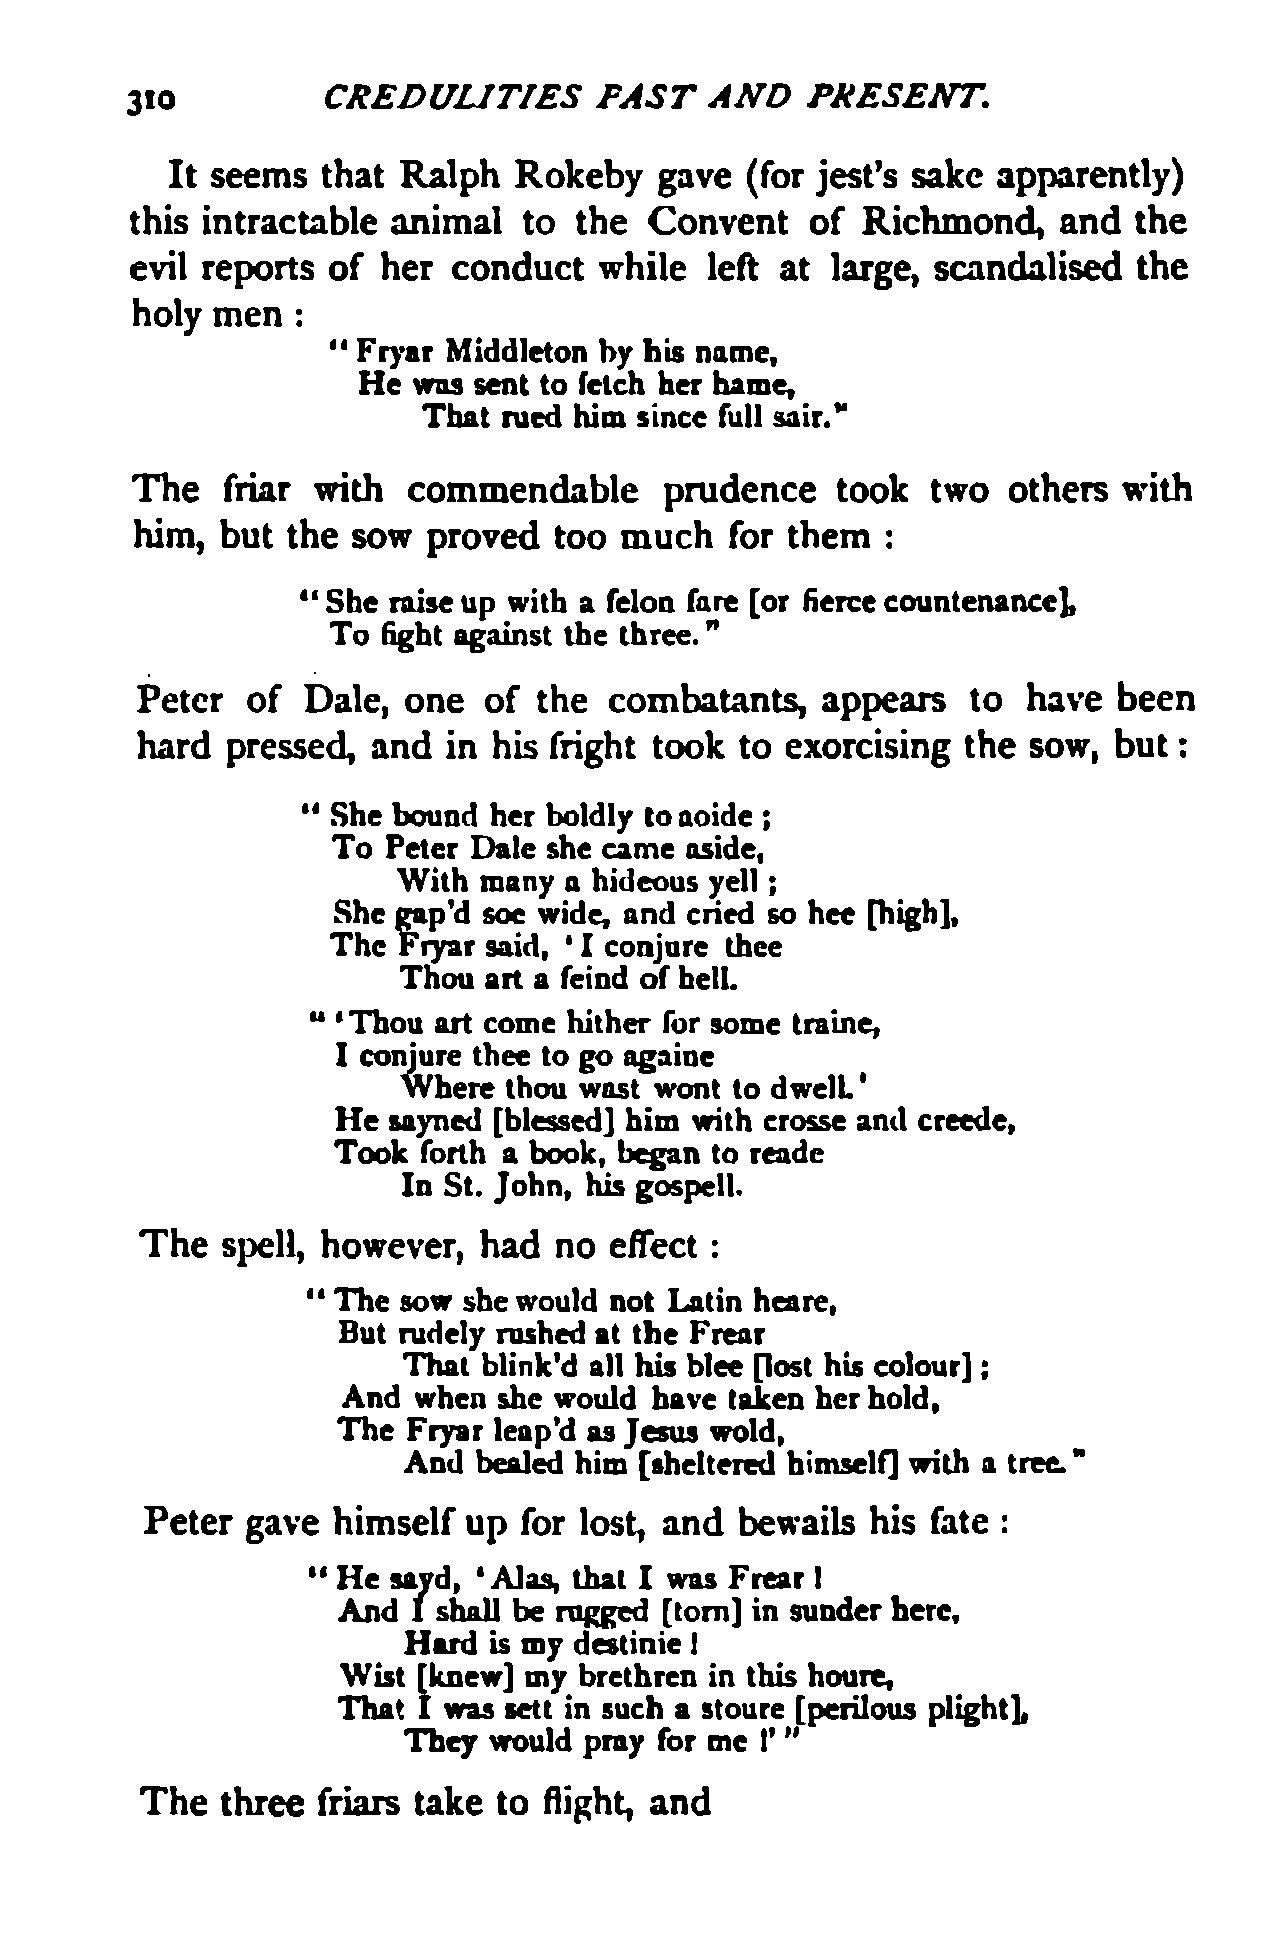 310 CREDULITIES PAST AND PRESENT.
It seems that Ralph Rokeby gave (for jest's sake apparently)
this intractable animal to the Convent of Richmond, and the
evil reports of her conduct while left at large, scandalised the
holy men :
“ Fryar Middleton by his name,
He was sent to fetch her hame,
That rued him since full sair.”
The friar with commendable prudence took two others with
him, but the sow proved too much for them :
“ She raise up with a felon fare [or fierce countenance],
To fight against the three.”
Peter of Dale, one of the combatants, appears to have been
hard pressed, and in his fright took to exorcising the sow, but :
“ She bound her boldly to aoide ;
To Peter Dale she came aside,
With many a hideous yell ;
She gap'd soe wide, and cried so hee [high],
The Fryar said, ‘ I conjure thee
Thou art a feind of hell.
“ ‘ Thou art come hither for some traine,
I conjure thee to go againe
Where thou wast wont to dwell.’
He sayned [blessed] him with crosse and creede,
Took forth a book, began to reade
In St. John, his gospell.
The spell, however, had no effect :
“ The sow she would not Latin heare,
But rudely rushed at the Frear
That blink'd all his blee [lost his colour] ;
And when she would have taken her hold,
The Fryar leap'd as Jesus wold,
And bealed him [sheltered himself] with a tree.”
Peter gave himself up for lost, and bewails his fate :
“ He sayd, ‘ Alas, that I was Frear !
And I shall be rugged [torn] in sunder here,
Hard is my destinie !
Wist [knew] my brethren in this houre,
That I was sett in such a stoure [perilous plight],
They would pray for me !’ ”
The three friars take to flight, and